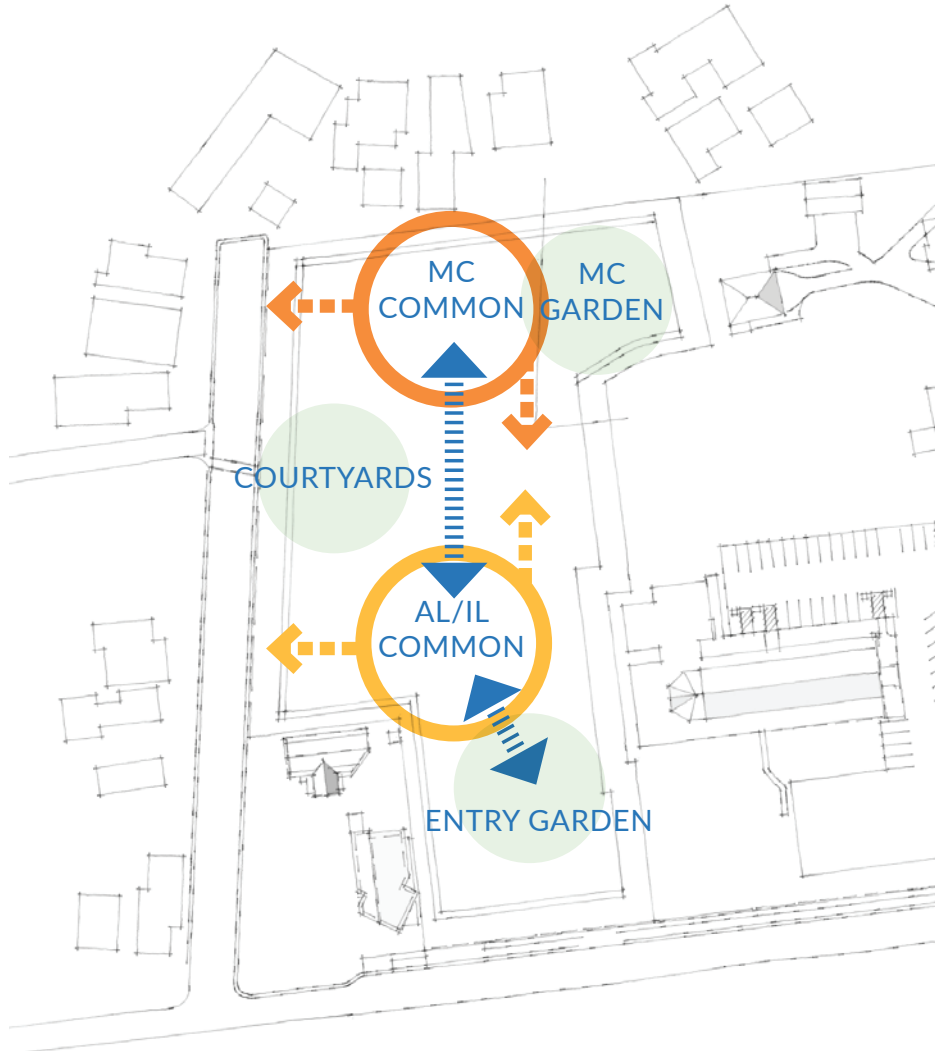 MC
COMMON
MC
GARDEN
COURTYARDS
AL/IL
COMMON
ENTRY GARDEN